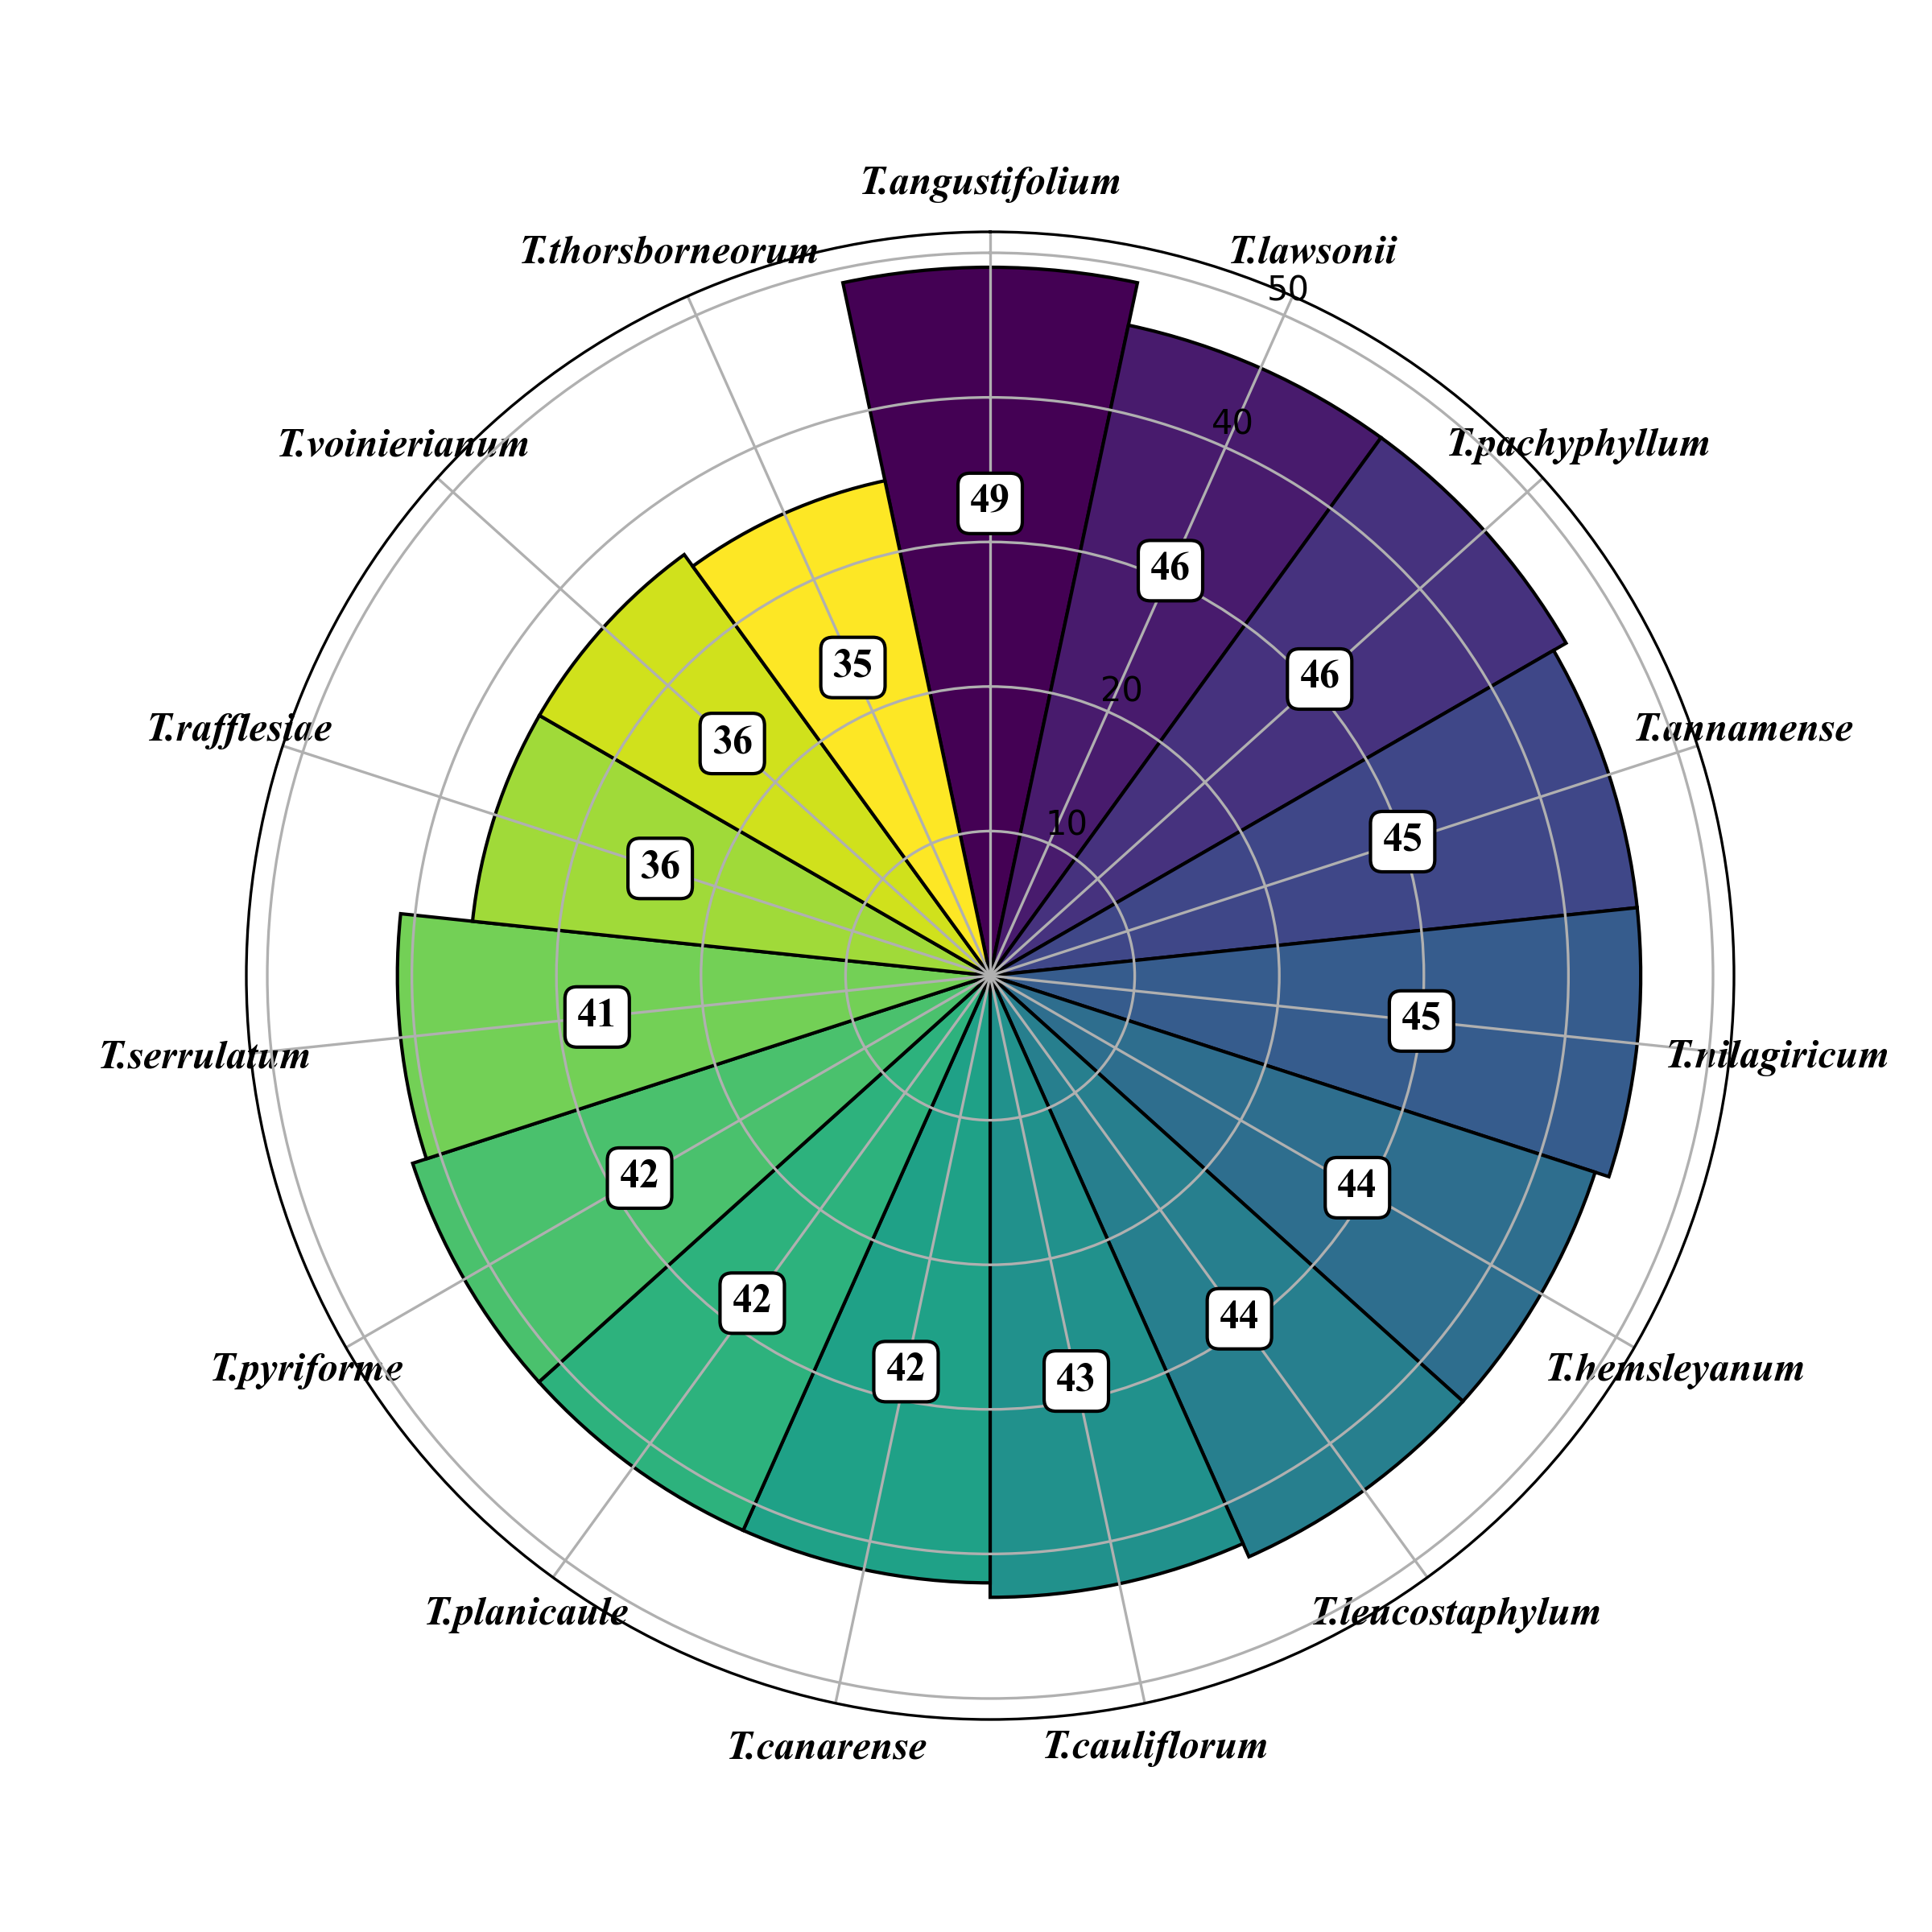 T.angustifolium
T.thorsborneorum
T.lawsonii
50
40
T.voinierianum
T.pachyphyllum
49
46
35
46
20
T.rafflesiae
T.annamense
36
10
45
36
41
45
T.serrulatum
T.nilagiricum
42
44
42
44
T.pyriforme
T.hemsleyanum
42
43
T.planicaule
T.leucostaphylum
T.canarense
T.cauliflorum